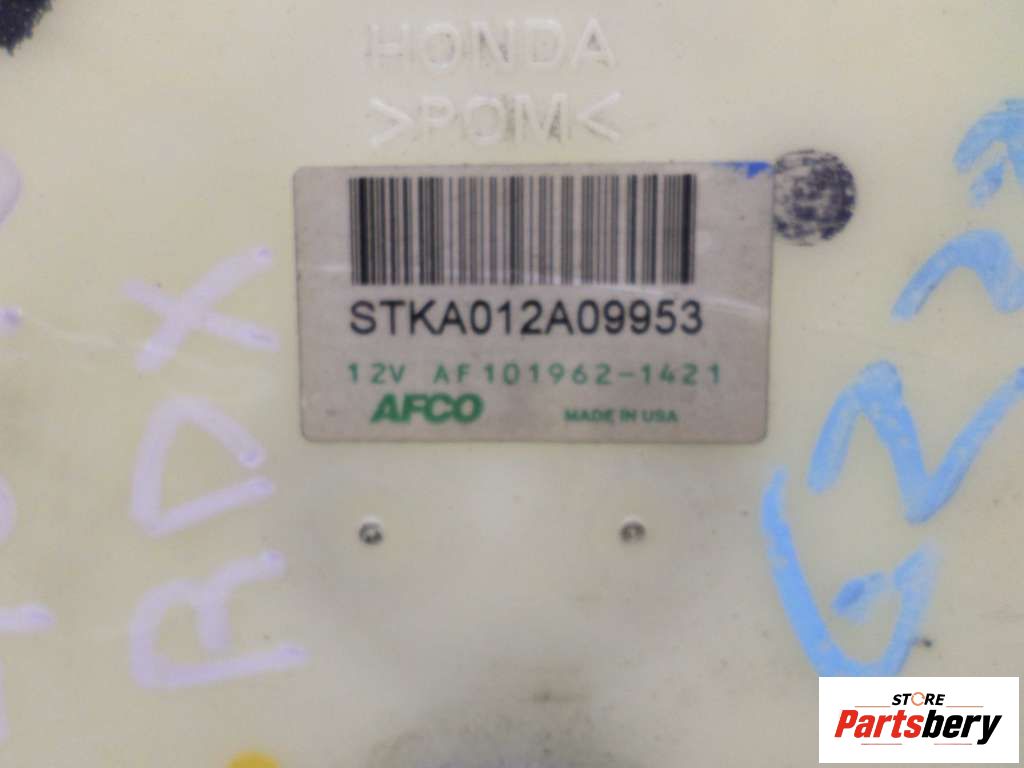 HONDA
>POM<
STKA012A09953
12V AF101962-1421
AFCO MADE IN USA
RDX
STORE
Partsbery